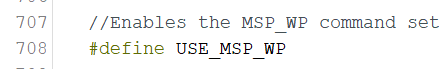 707 //Enables the MSP_WP command set
708 #define USE_MSP_WP